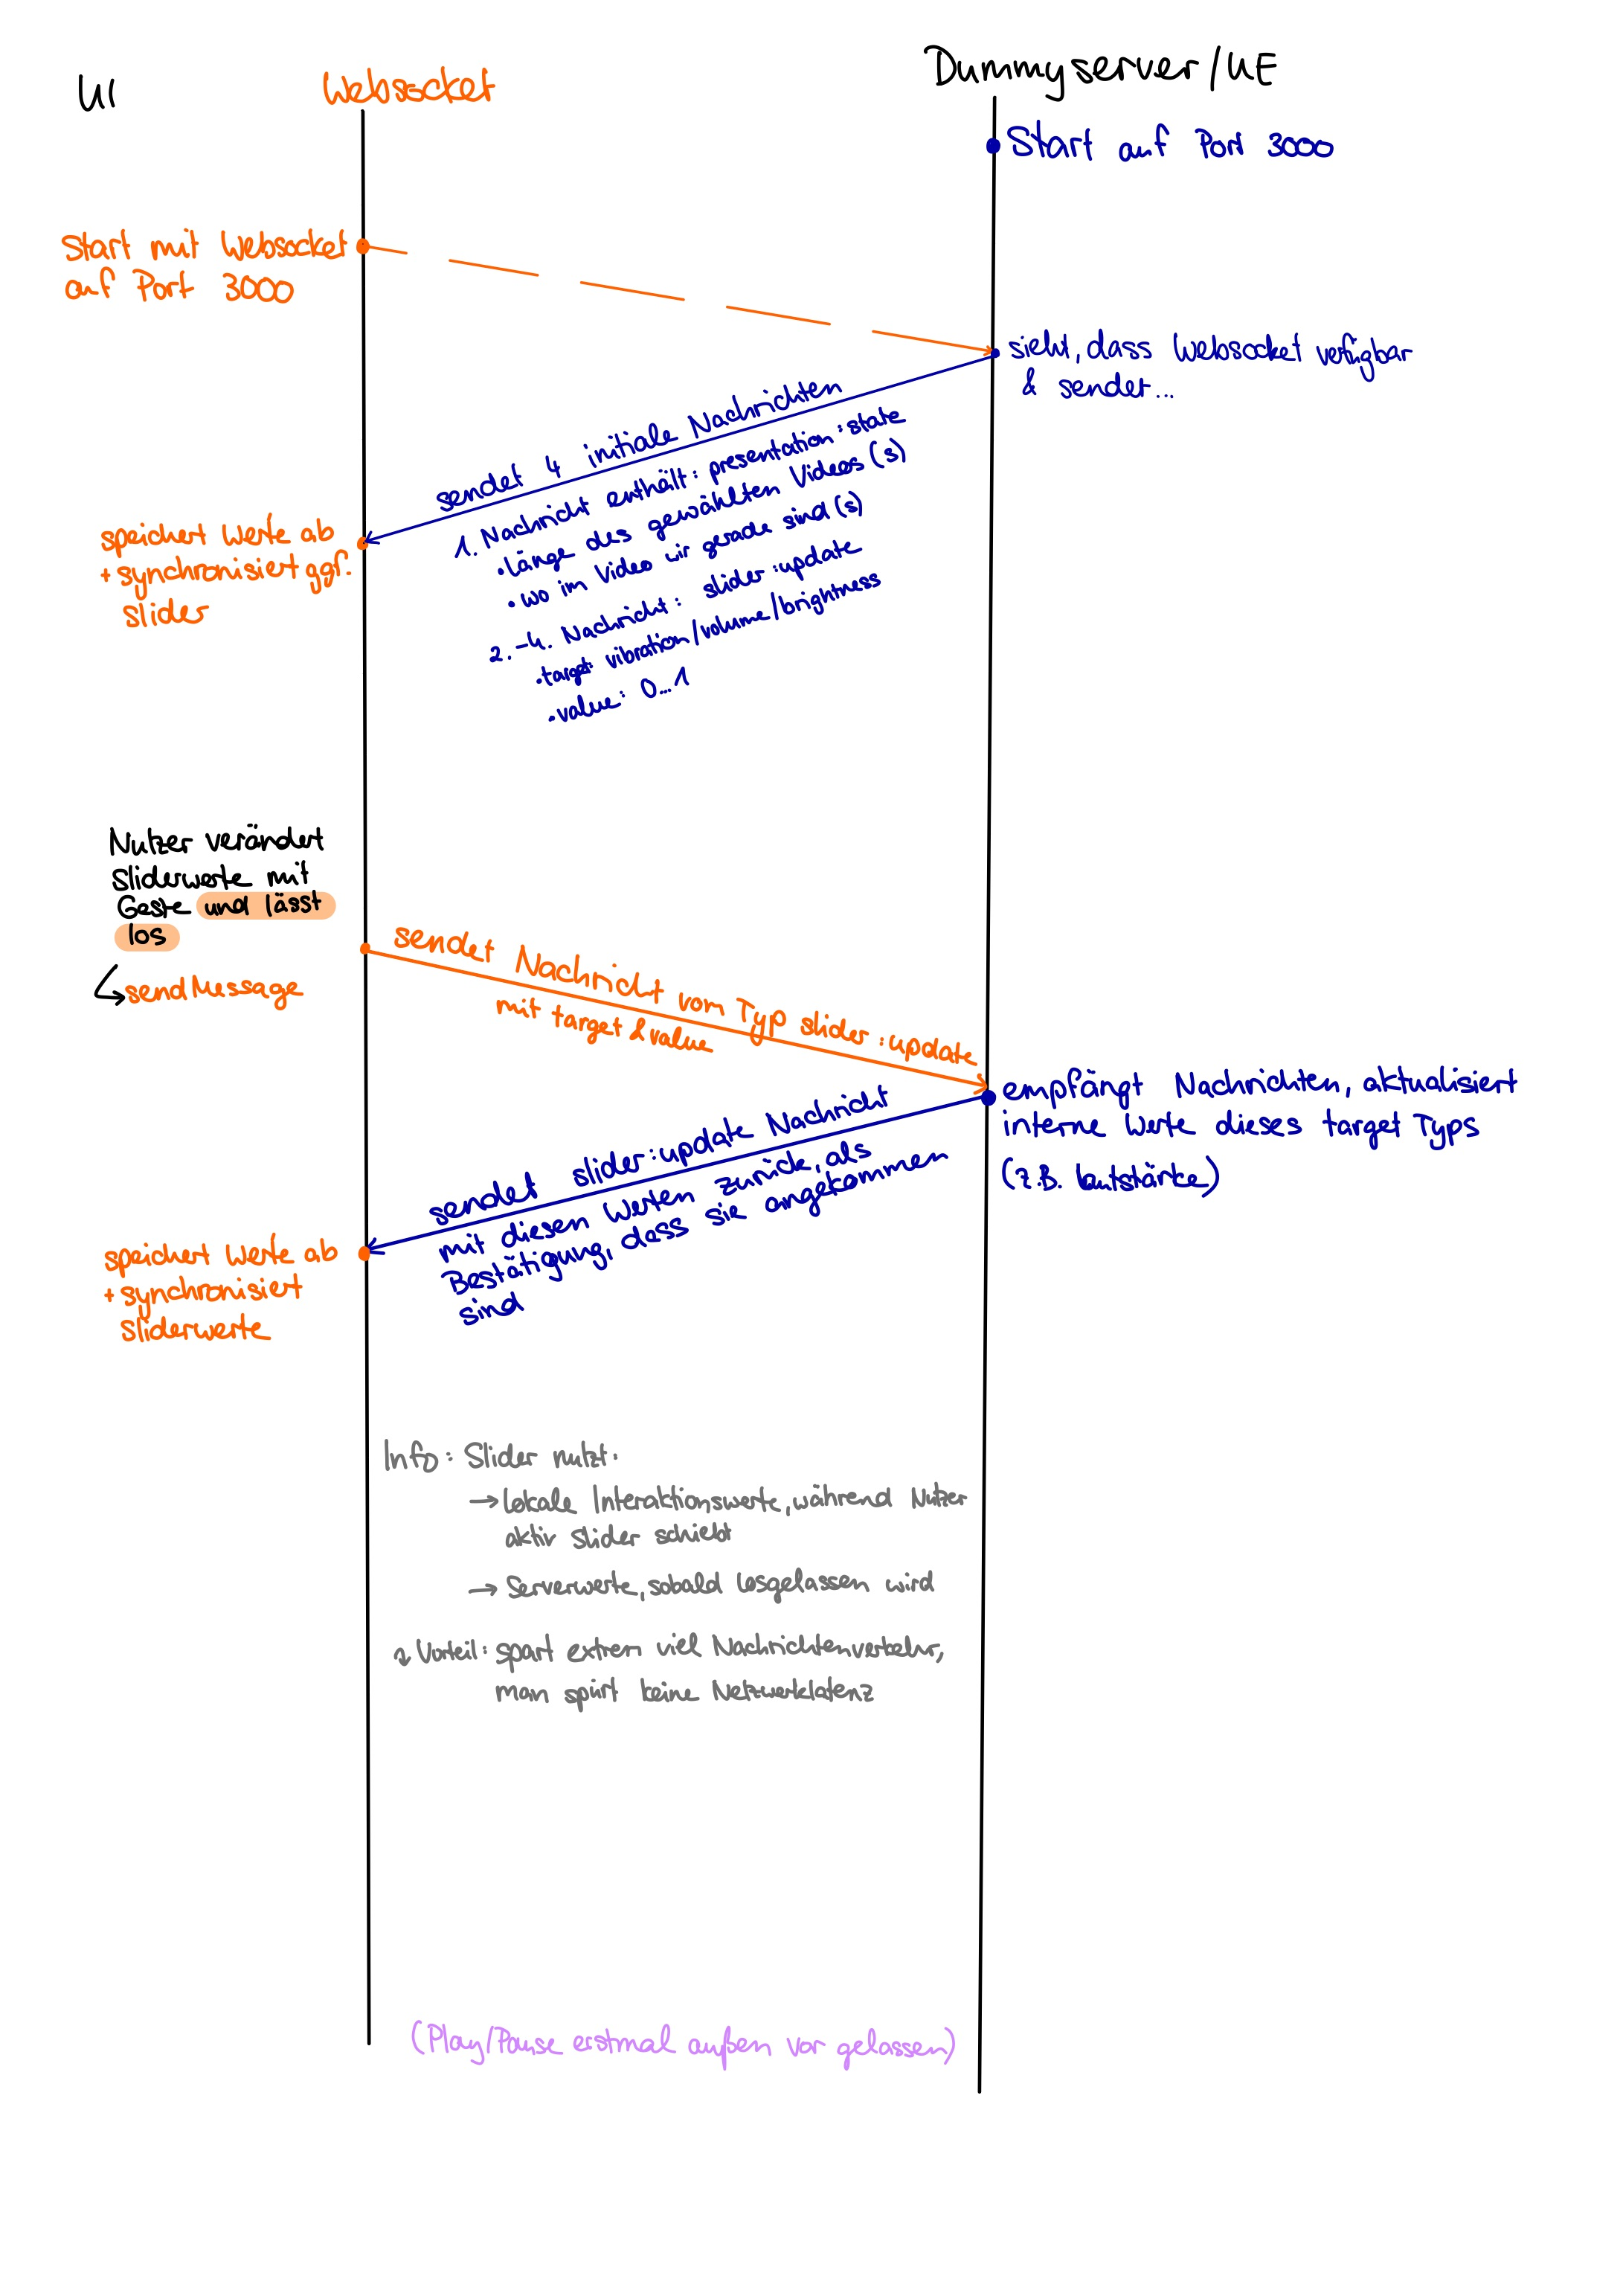 UI
Websocket
Dummyserver/UE
Start auf Port 3000
Start mit Websocket
auf Port 3000
sieht, dass Websocket verfügbar
& sendet...
sendet 4 initiale Nachrichten
1. Nachricht enthält: presentation:state
• Länge des gewählten Videos (s)
• wo im Video wir gerade sind (s)
2.-4. Nachricht: slider:update
• target: vibration/volume/brightness
• value: 0...1
speichert Werte ab
+ synchronisiert ggf.
slider
Nutzer verändert
Sliderwerte mit
Geste und lässt
los
sendMessage
sendet Nachricht vom Typ slider:update
mit target & value
empfängt Nachrichten, aktualisiert
interne Werte dieses target Typs
(z.B. Lautstärke)
sendet slider:update Nachricht
mit diesen Werten zurück, als
Bestätigung, dass sie angekommen
sind
speichert Werte ab
+ synchronisiert
Sliderwerte
Info: Slider nutzt:
→ Lokale Interaktionswerte, während Nutzer
aktiv Slider schiebt
→ Serverwerte, sobald losgelassen wird
Vorteil: spart extrem viel Nachrichtenverkehr,
man spürt keine Netzwerklatenz
(Play/Pause erstmal außen vor gelassen)